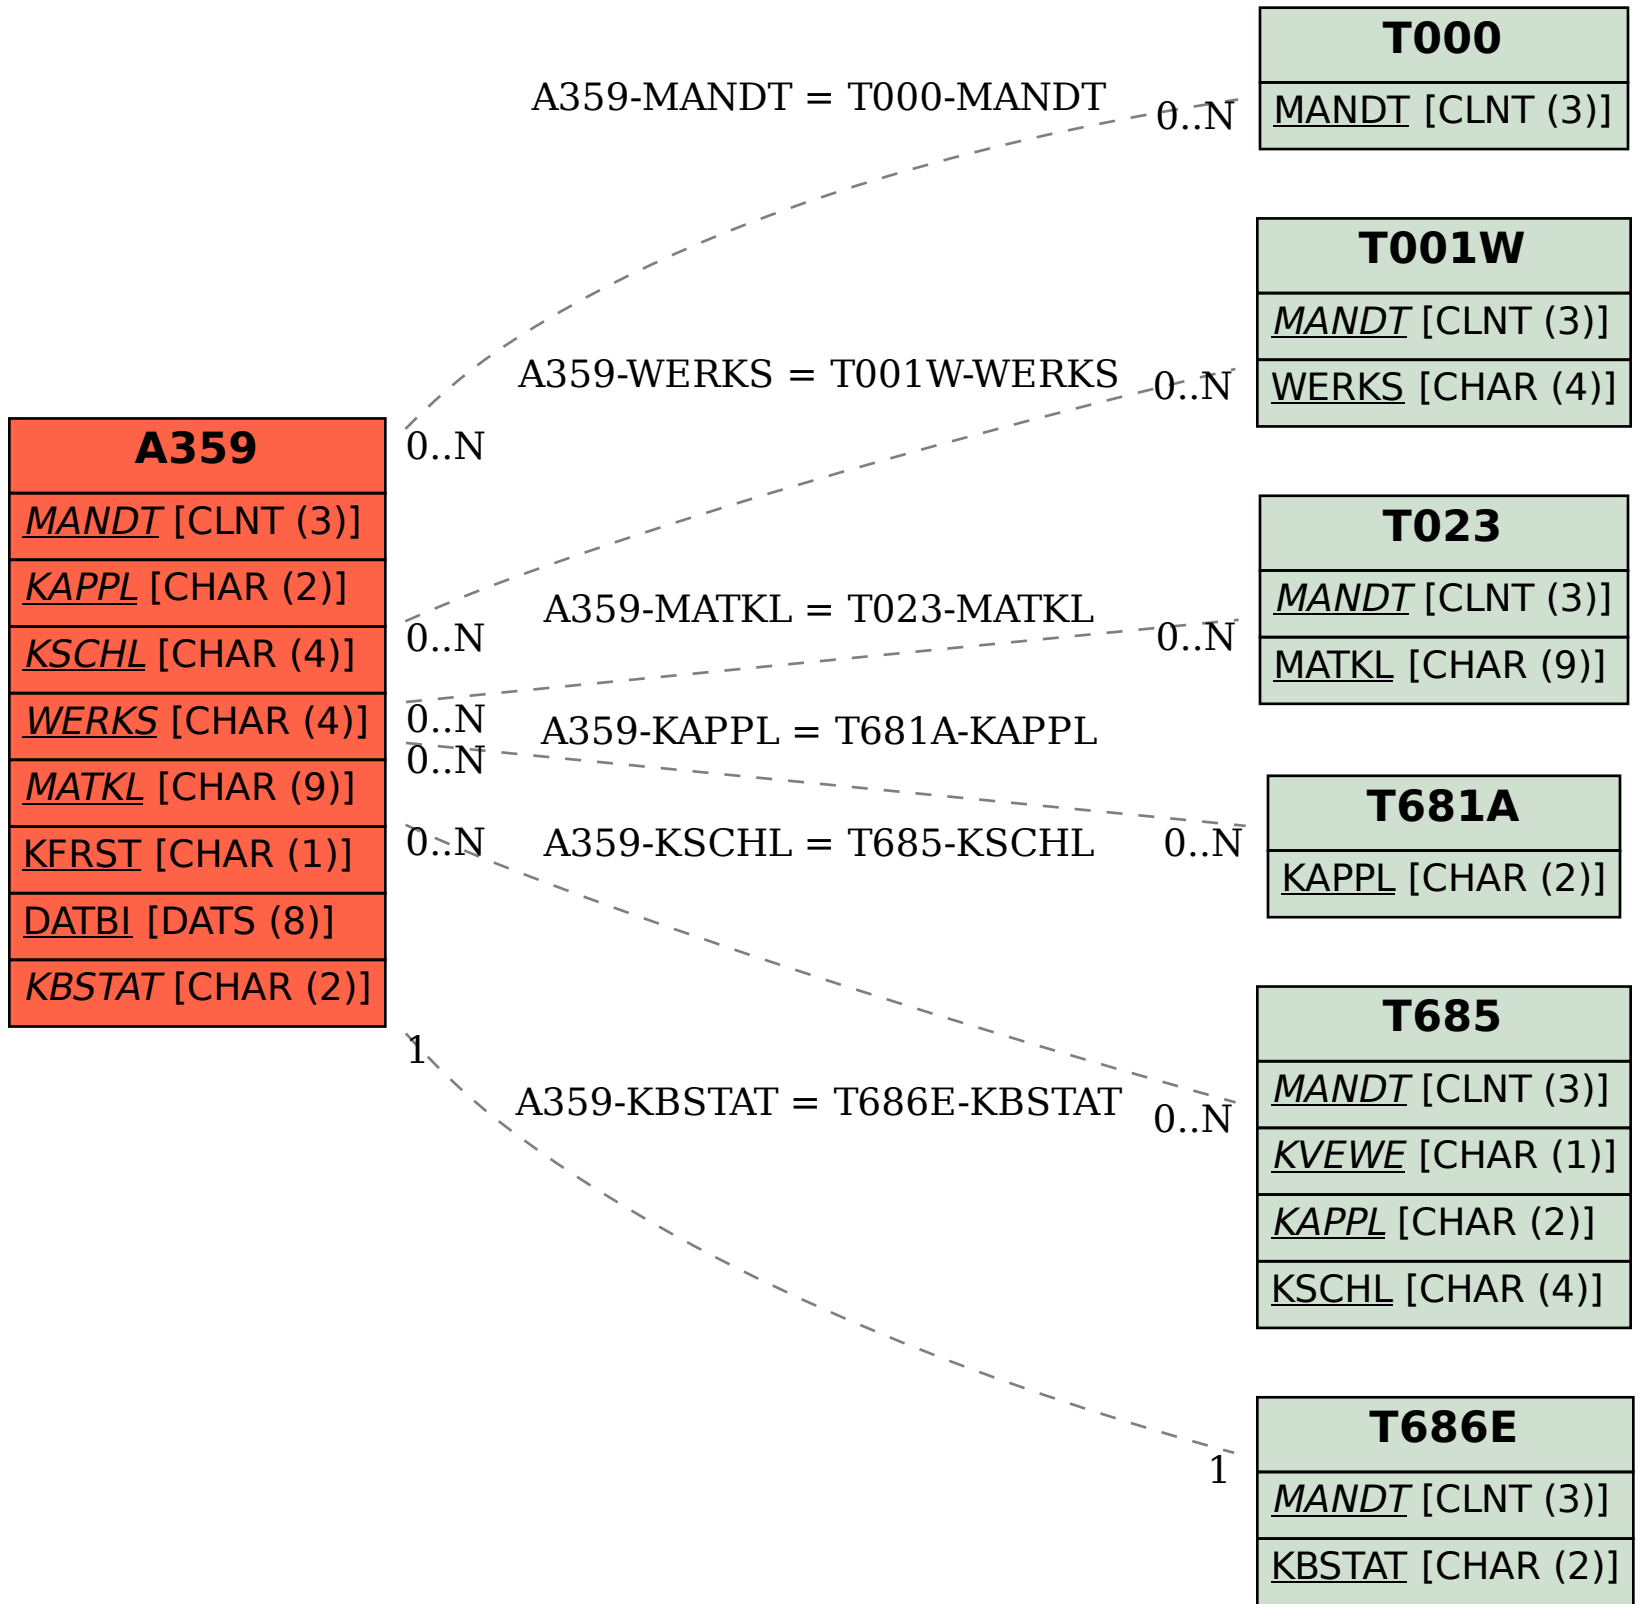 A359
MANDT [CLNT (3)]
KAPPL [CHAR (2)]
KSCHL [CHAR (4)]
WERKS [CHAR (4)]
MATKL [CHAR (9)]
KFRST [CHAR (1)]
DATBI [DATS (8)]
KBSTAT [CHAR (2)]
A359-MANDT = T000-MANDT
0..N
0..N
A359-WERKS = T001W-WERKS
0..N
0..N
A359-MATKL = T023-MATKL
0..N
0..N
A359-KAPPL = T681A-KAPPL
0..N
0..N
A359-KSCHL = T685-KSCHL
0..N
0..N
A359-KBSTAT = T686E-KBSTAT
1
1
T000
MANDT [CLNT (3)]
T001W
MANDT [CLNT (3)]
WERKS [CHAR (4)]
T023
MANDT [CLNT (3)]
MATKL [CHAR (9)]
T681A
KAPPL [CHAR (2)]
T685
MANDT [CLNT (3)]
KVEWE [CHAR (1)]
KAPPL [CHAR (2)]
KSCHL [CHAR (4)]
T686E
MANDT [CLNT (3)]
KBSTAT [CHAR (2)]